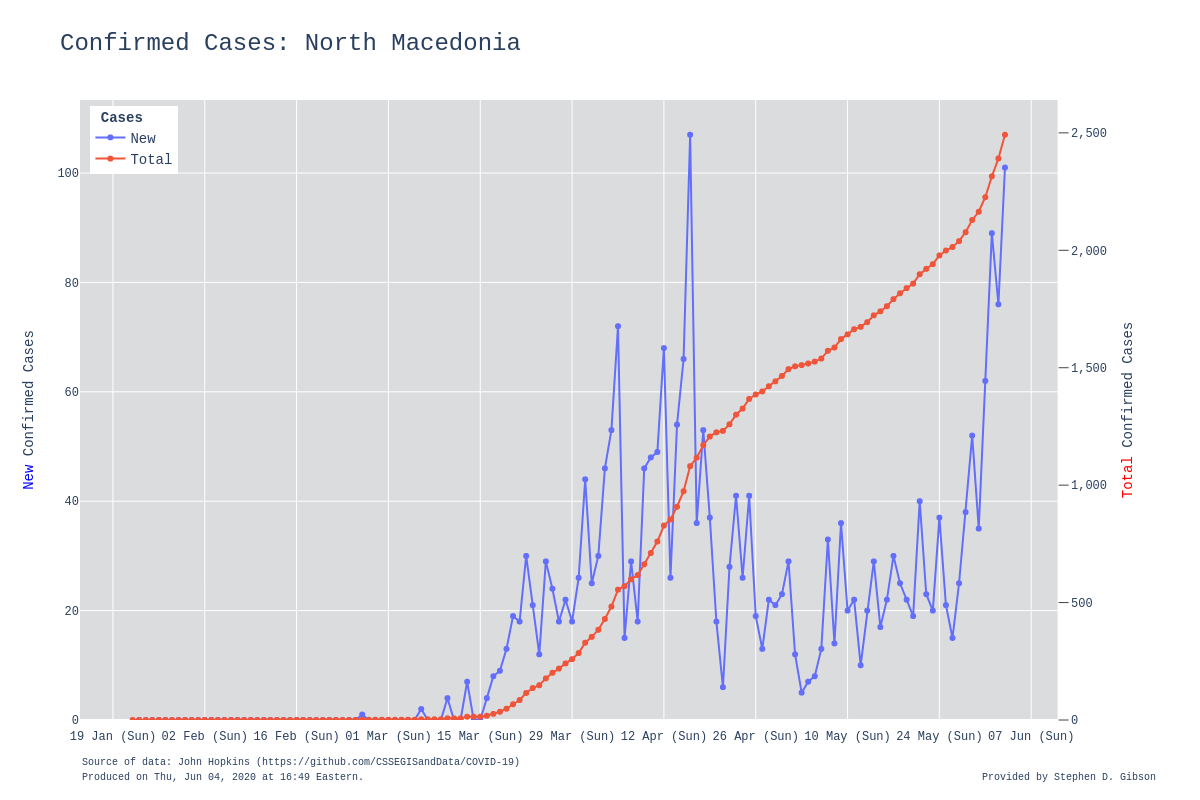 Confirmed Cases: North Macedonia
Cases
New
Total
100
80
60
40
20
0
2,500
2,000
1,500
1,000
500
0
New Confirmed Cases
Total Confirmed Cases
19 Jan (Sun) 02 Feb (Sun) 16 Feb (Sun) 01 Mar (Sun) 15 Mar (Sun) 29 Mar (Sun) 12 Apr (Sun) 26 Apr (Sun) 10 May (Sun) 24 May (Sun) 07 Jun (Sun)
Source of data: John Hopkins (https://github.com/CSSEGISandData/COVID-19)
Produced on Thu, Jun 04, 2020 at 16:49 Eastern.
Provided by Stephen D. Gibson